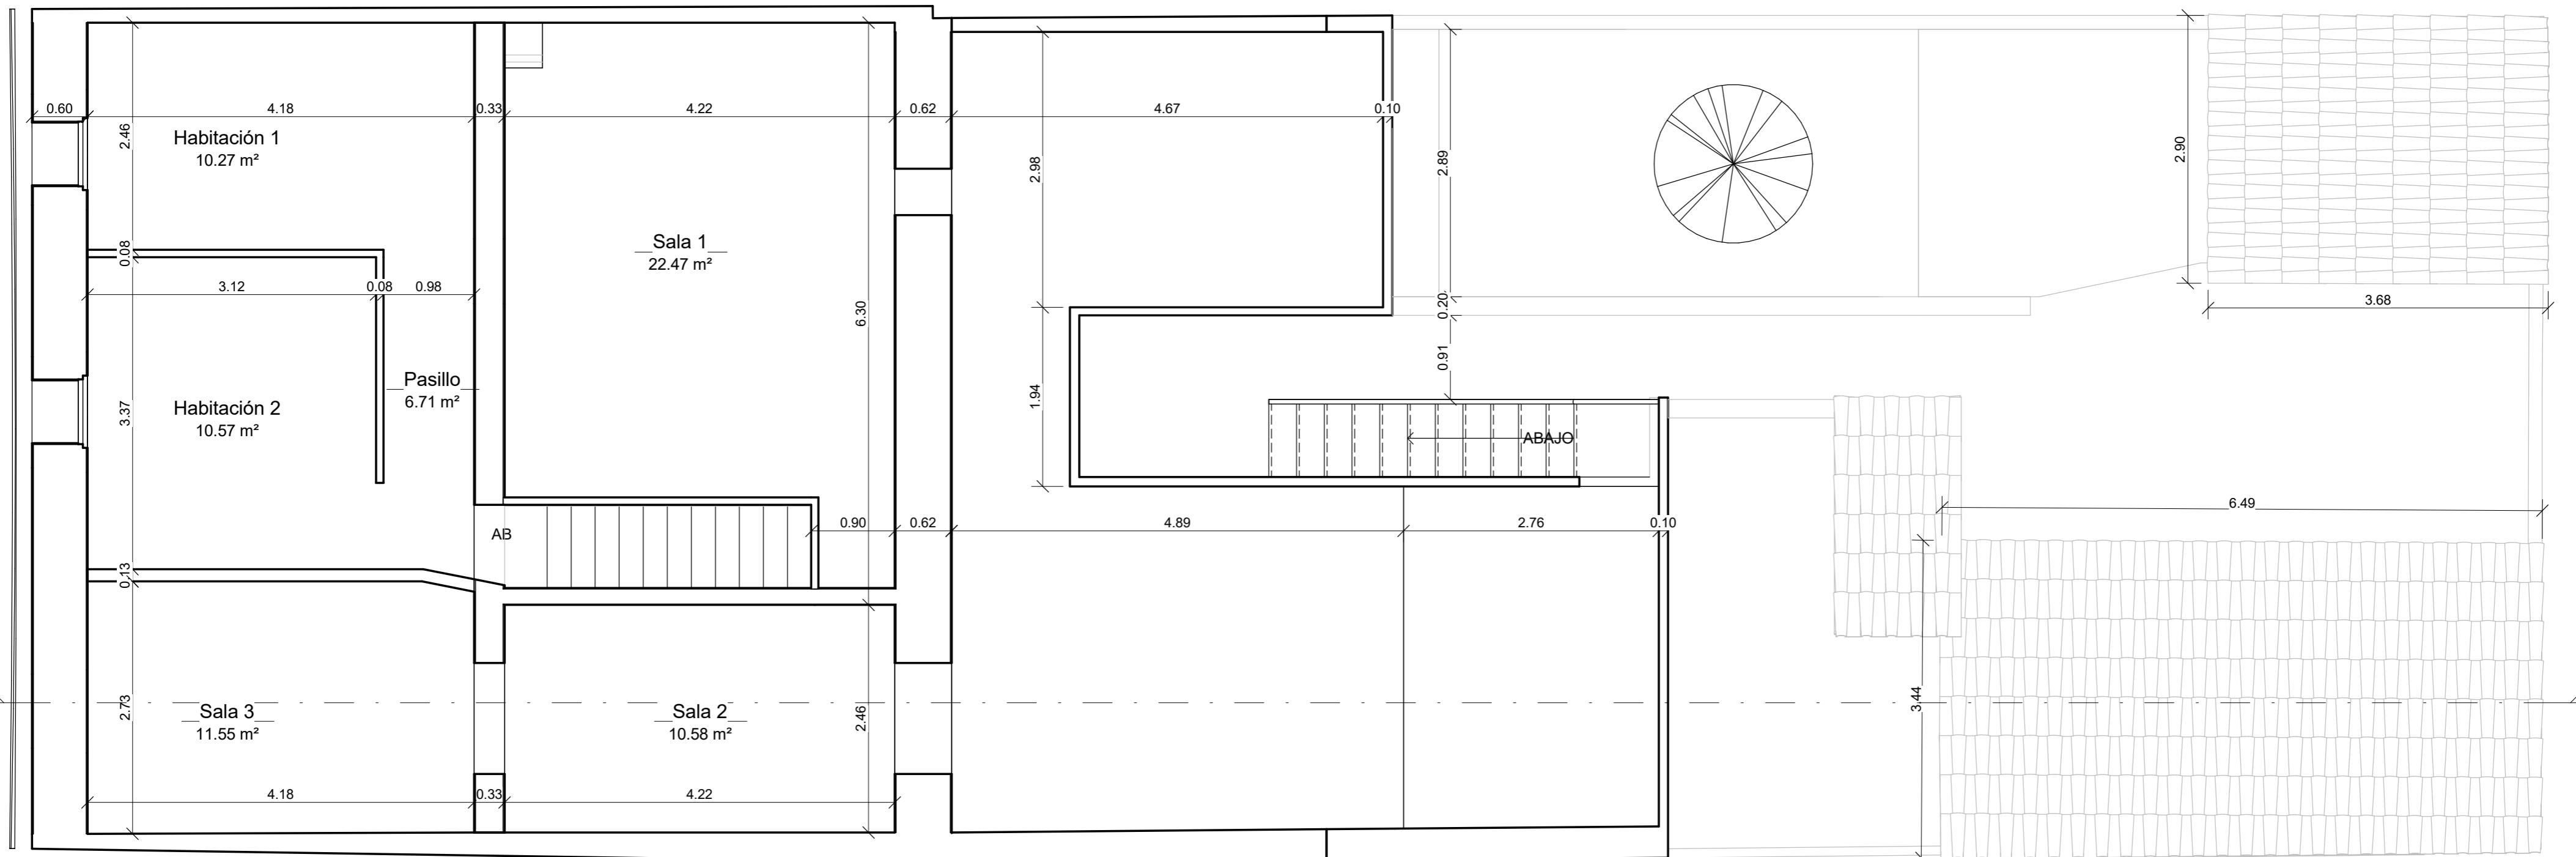 0.60
4.18
0.33
4.22
0.62
4.67
0.10
2.46
Habitación 1
10.27 m²
2.98
2.89
2.90
0.08
Sala 1
22.47 m²
3.12
0.08
0.98
6.30
0.20
3.68
0.91
3.37
Habitación 2
10.57 m²
Pasillo
6.71 m²
1.94
ABAJO
AB
0.90
0.62
4.89
2.76
0.10
6.49
0.13
2.73
Sala 3
11.55 m²
Sala 2
10.58 m²
2.46
3.44
4.18
0.33
4.22